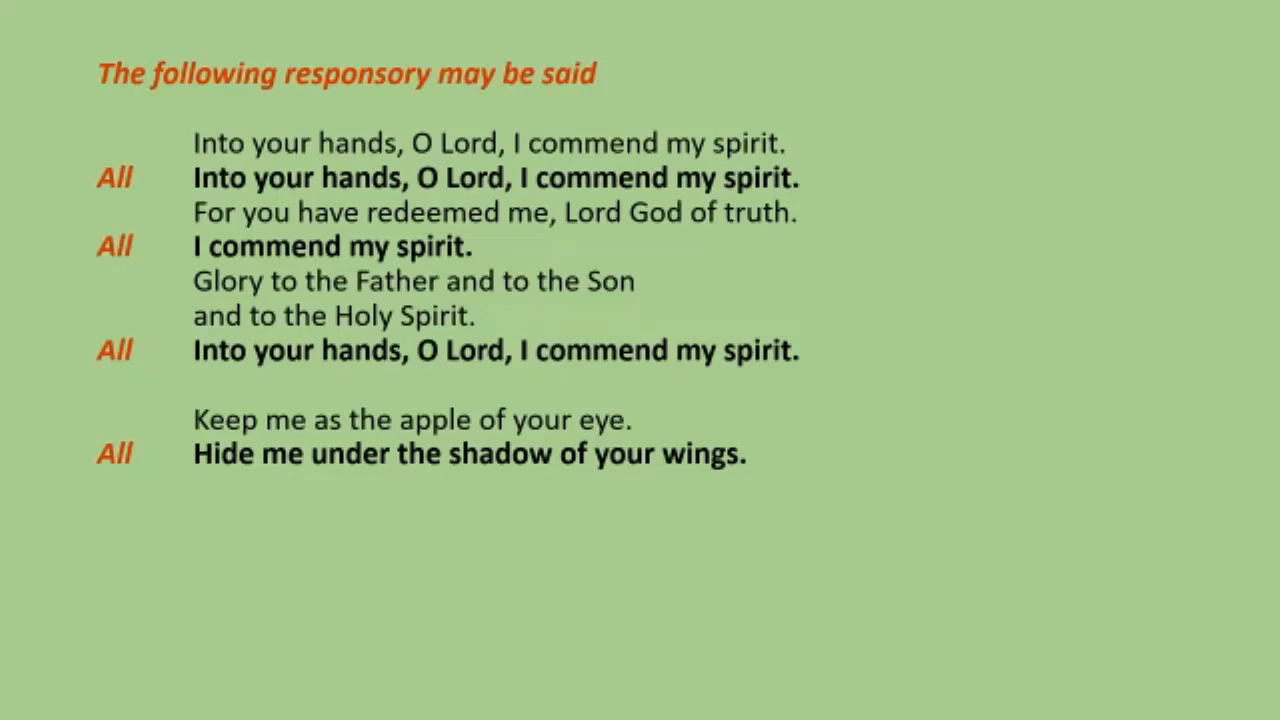 The following responsory may be said
Into your hands, O Lord, I commend my spirit.
All Into your hands, O Lord, I commend my spirit.
For you have redeemed me, Lord God of truth.
All I commend my spirit.
Glory to the Father and to the Son
and to the Holy Spirit.
All Into your hands, O Lord, I commend my spirit.
Keep me as the apple of your eye.
All Hide me under the shadow of your wings.